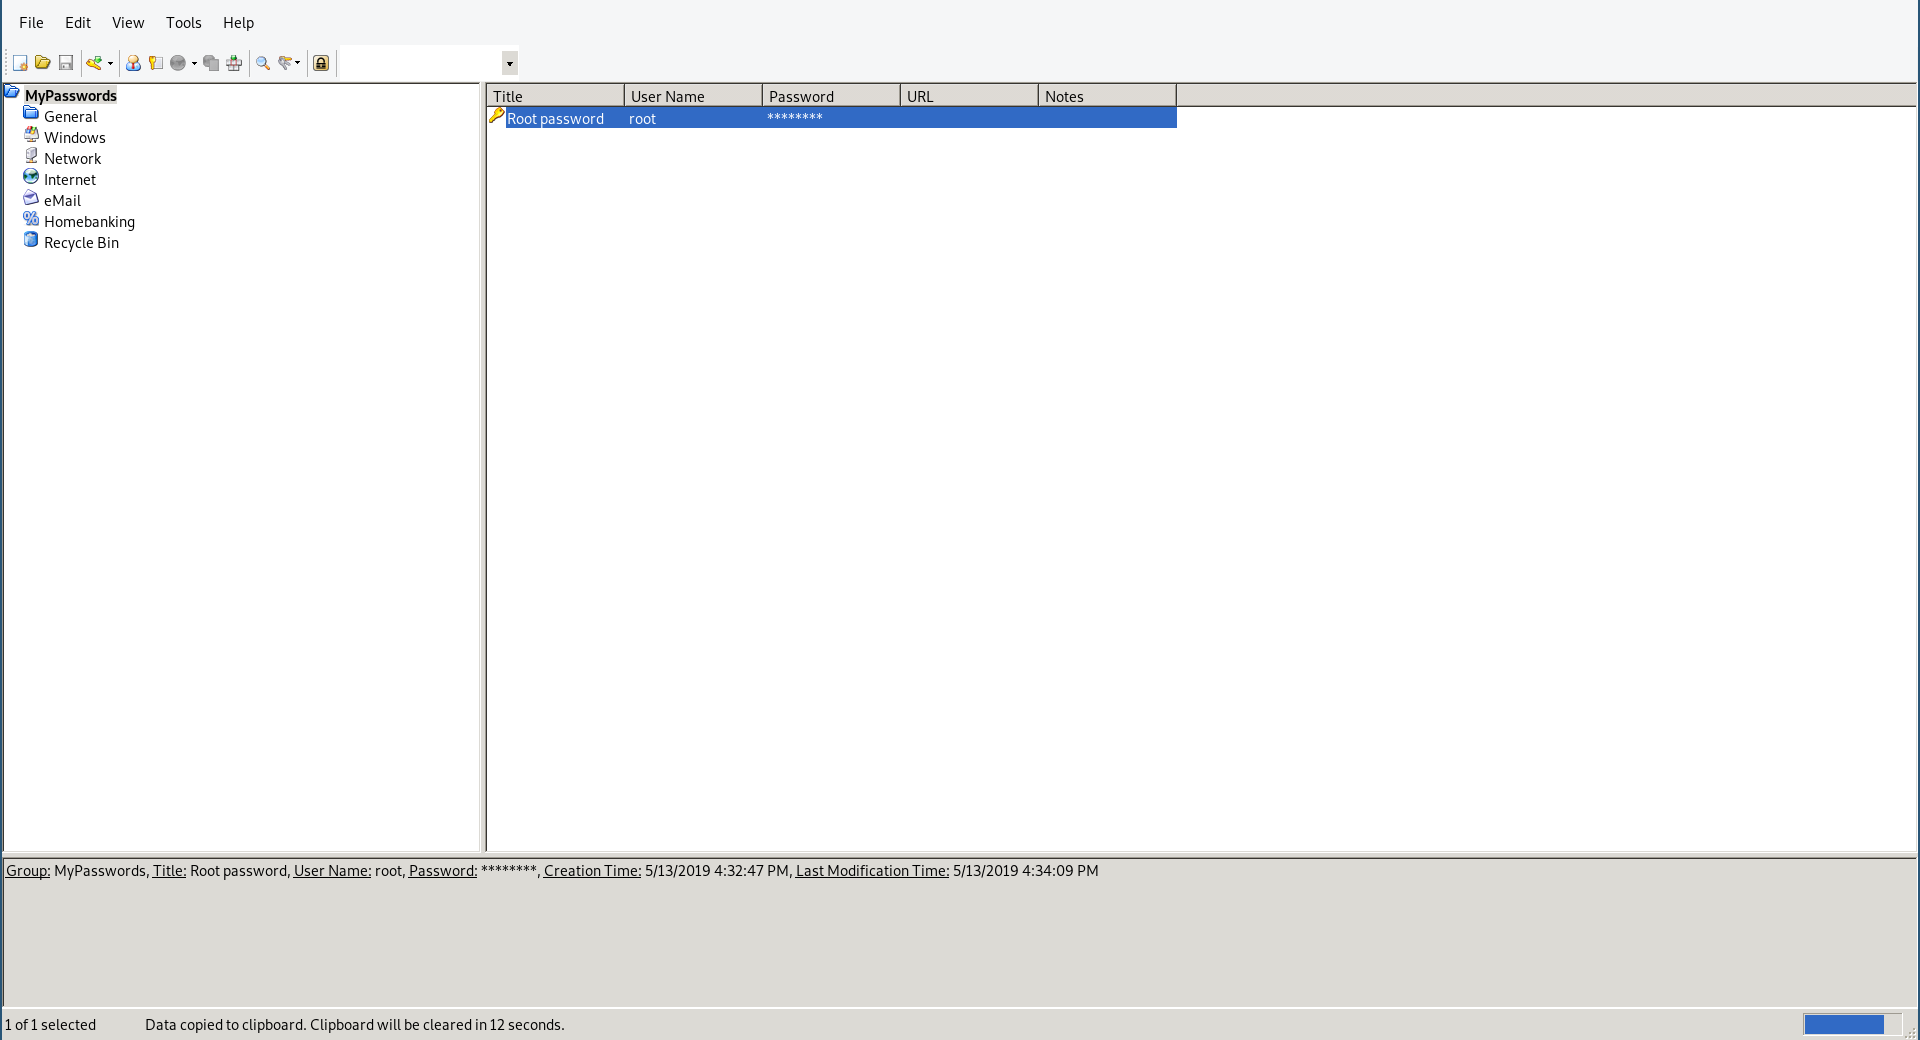 File Edit View Tools Help
MyPasswords
General
Windows
Network
Internet
eMail
Homebanking
Recycle Bin
Title User Name Password URL Notes
Root password root ********
Group: MyPasswords, Title: Root password, User Name: root, Password: ********, Creation Time: 5/13/2019 4:32:47 PM, Last Modification Time: 5/13/2019 4:34:09 PM
1 of 1 selected Data copied to clipboard. Clipboard will be cleared in 12 seconds.